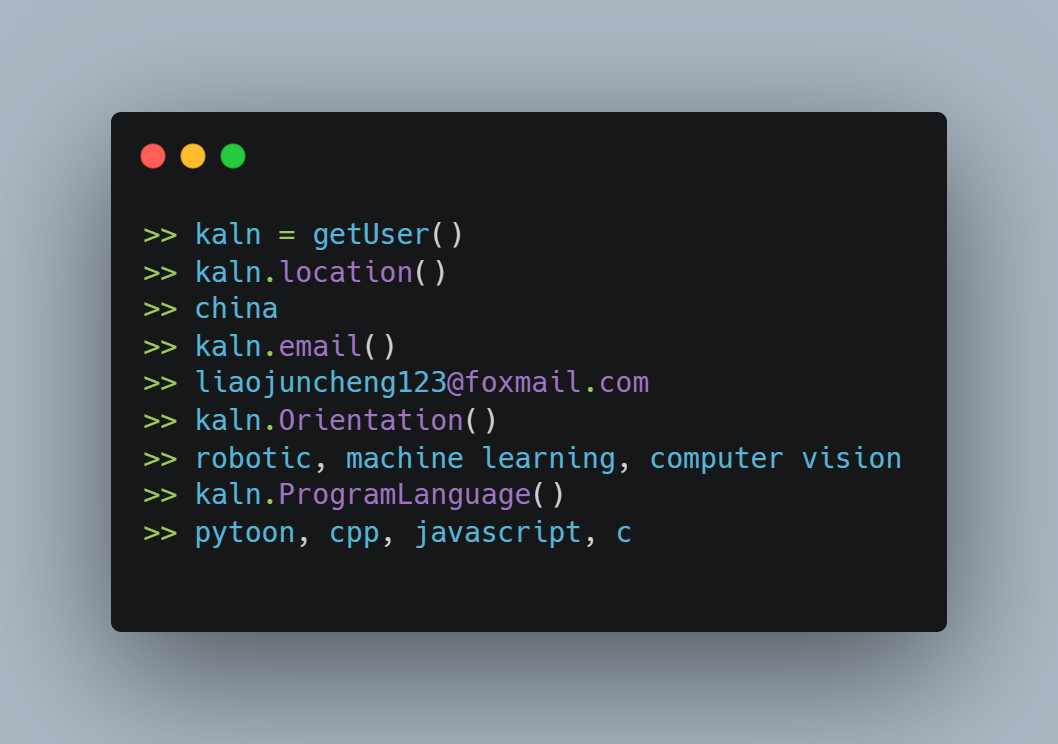 >> kaln = getUser()
>> kaln.location()
>> china
>> kaln.email()
>> liaojuncheng123@foxmail.com
>> kaln.Orientation()
>> robotic, machine learning, computer vision
>> kaln.ProgramLanguage()
>> pytoon, cpp, javascript, c